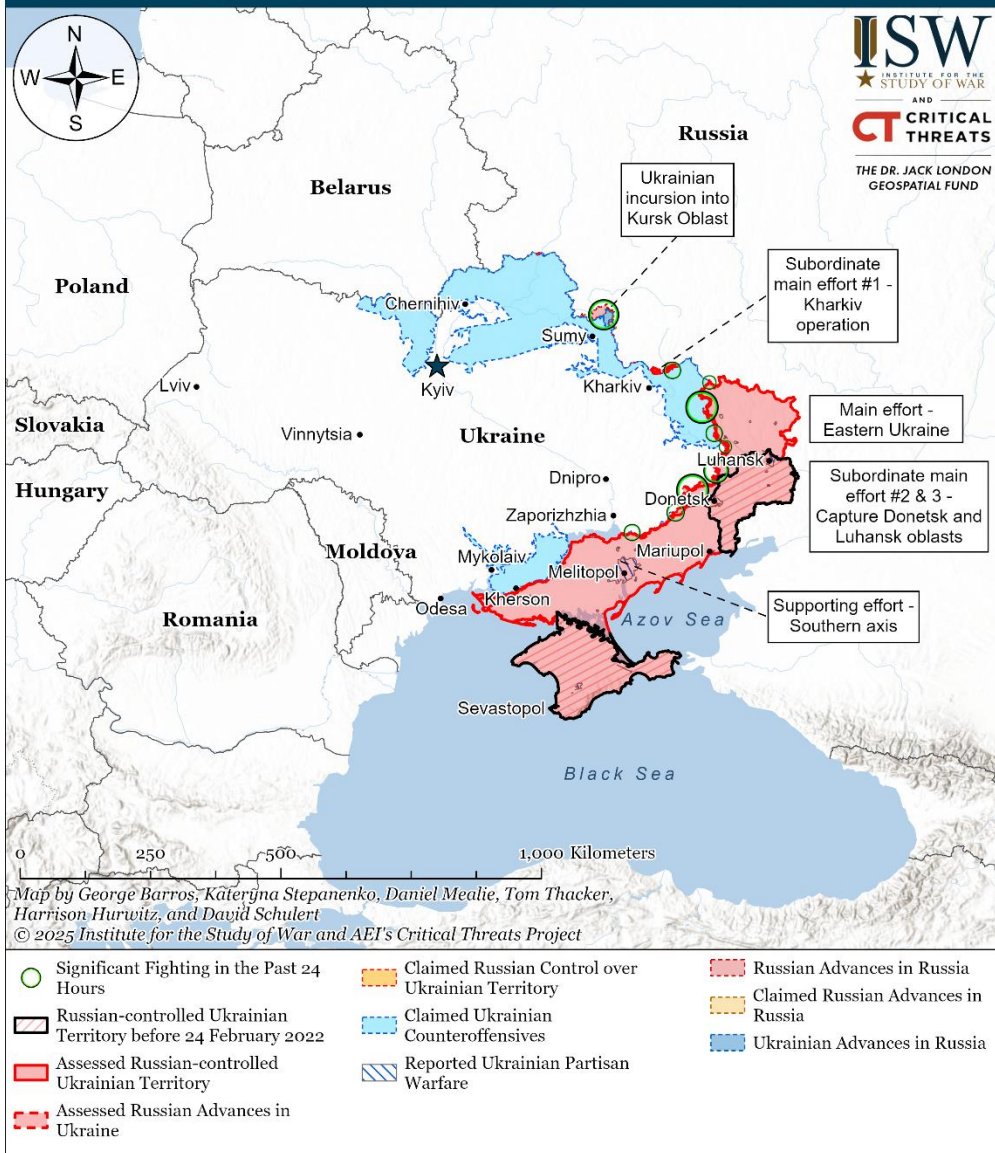 N
W
E
S
ISW
INSTITUTE FOR THE
STUDY OF WAR
AND
CT CRITICAL
THREATS
THE DR. JACK LONDON
GEOSPATIAL FUND
Russia
Belarus
Ukrainian
incursion into
Kursk Oblast
Poland
Subordinate
main effort #1 -
Kharkiv
operation
Chernihiv
Sumy
Kyiv
Kharkiv
Lviv
Slovakia
Vinnytsia
Ukraine
Main effort -
Eastern Ukraine
Luhansk
Hungary
Dnipro
Donetsk
Subordinate main
effort #2 & 3 -
Capture Donetsk and
Luhansk oblasts
Zaporizhzhia
Moldova
Mykolaiv
Mariupol
Melitopol
Kherson
Odesa
Romania
Azov Sea
Supporting effort -
Southern axis
Sevastopol
Black Sea
0 250 500 1,000 Kilometers
Map by George Barros, Kateryna Stepanenko, Daniel Mealie, Tom Thacker,
Harrison Hurwitz, and David Schulert
© 2025 Institute for the Study of War and AEI's Critical Threats Project
Significant Fighting in the Past 24
Hours
Russian-controlled Ukrainian
Territory before 24 February 2022
Assessed Russian-controlled
Ukrainian Territory
Assessed Russian Advances in
Ukraine
Claimed Russian Control over
Ukrainian Territory
Claimed Ukrainian
Counteroffensives
Reported Ukrainian Partisan
Warfare
Russian Advances in Russia
Claimed Russian Advances in
Russia
Ukrainian Advances in Russia